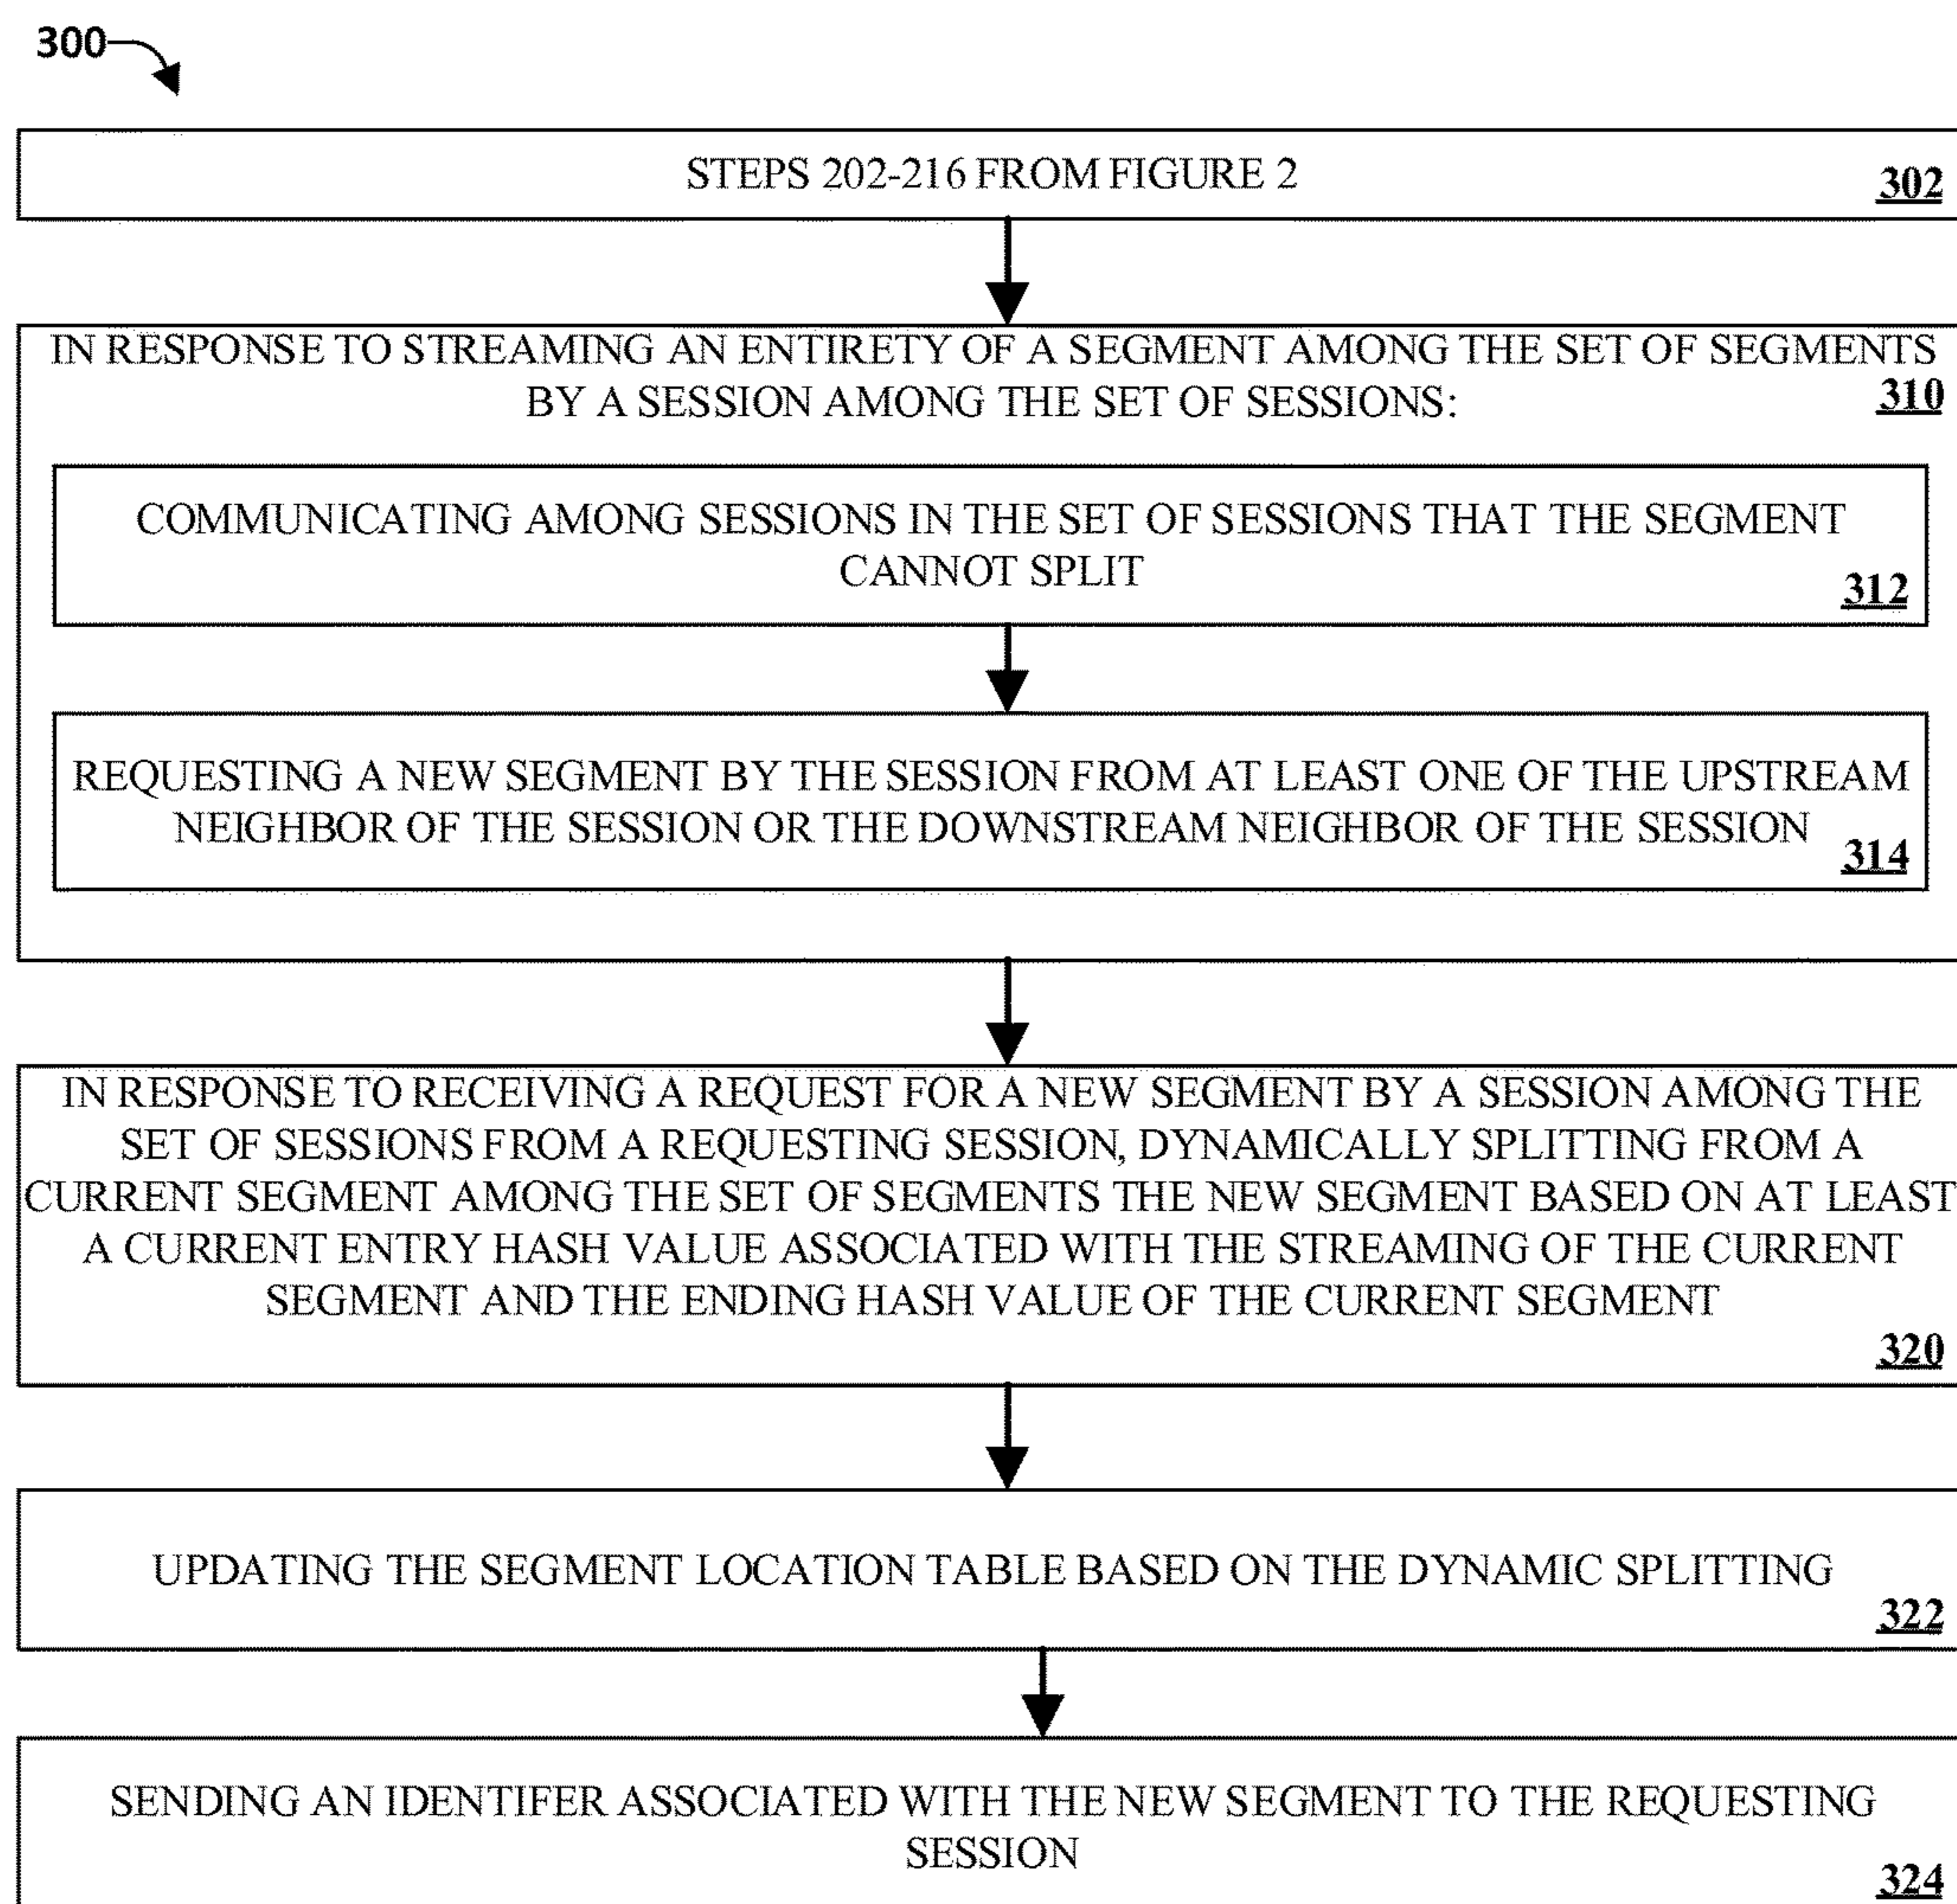 300
STEPS 202-216 FROM FIGURE 2
302
IN RESPONSE TO STREAMING AN ENTIRETY OF A SEGMENT AMONG THE SET OF SEGMENTS
BY A SESSION AMONG THE SET OF SESSIONS:
310
COMMUNICATING AMONG SESSIONS IN THE SET OF SESSIONS THAT THE SEGMENT
CANNOT SPLIT
312
REQUESTING A NEW SEGMENT BY THE SESSION FROM AT LEAST ONE OF THE UPSTREAM
NEIGHBOR OF THE SESSION OR THE DOWNSTREAM NEIGHBOR OF THE SESSION
314
IN RESPONSE TO RECEIVING A REQUEST FOR A NEW SEGMENT BY A SESSION AMONG THE
SET OF SESSIONS FROM A REQUESTING SESSION, DYNAMICALLY SPLITTING FROM A
CURRENT SEGMENT AMONG THE SET OF SEGMENTS THE NEW SEGMENT BASED ON AT LEAST
A CURRENT ENTRY HASH VALUE ASSOCIATED WITH THE STREAMING OF THE CURRENT
SEGMENT AND THE ENDING HASH VALUE OF THE CURRENT SEGMENT
320
UPDATING THE SEGMENT LOCATION TABLE BASED ON THE DYNAMIC SPLITTING
322
SENDING AN IDENTIFER ASSOCIATED WITH THE NEW SEGMENT TO THE REQUESTING
SESSION
324